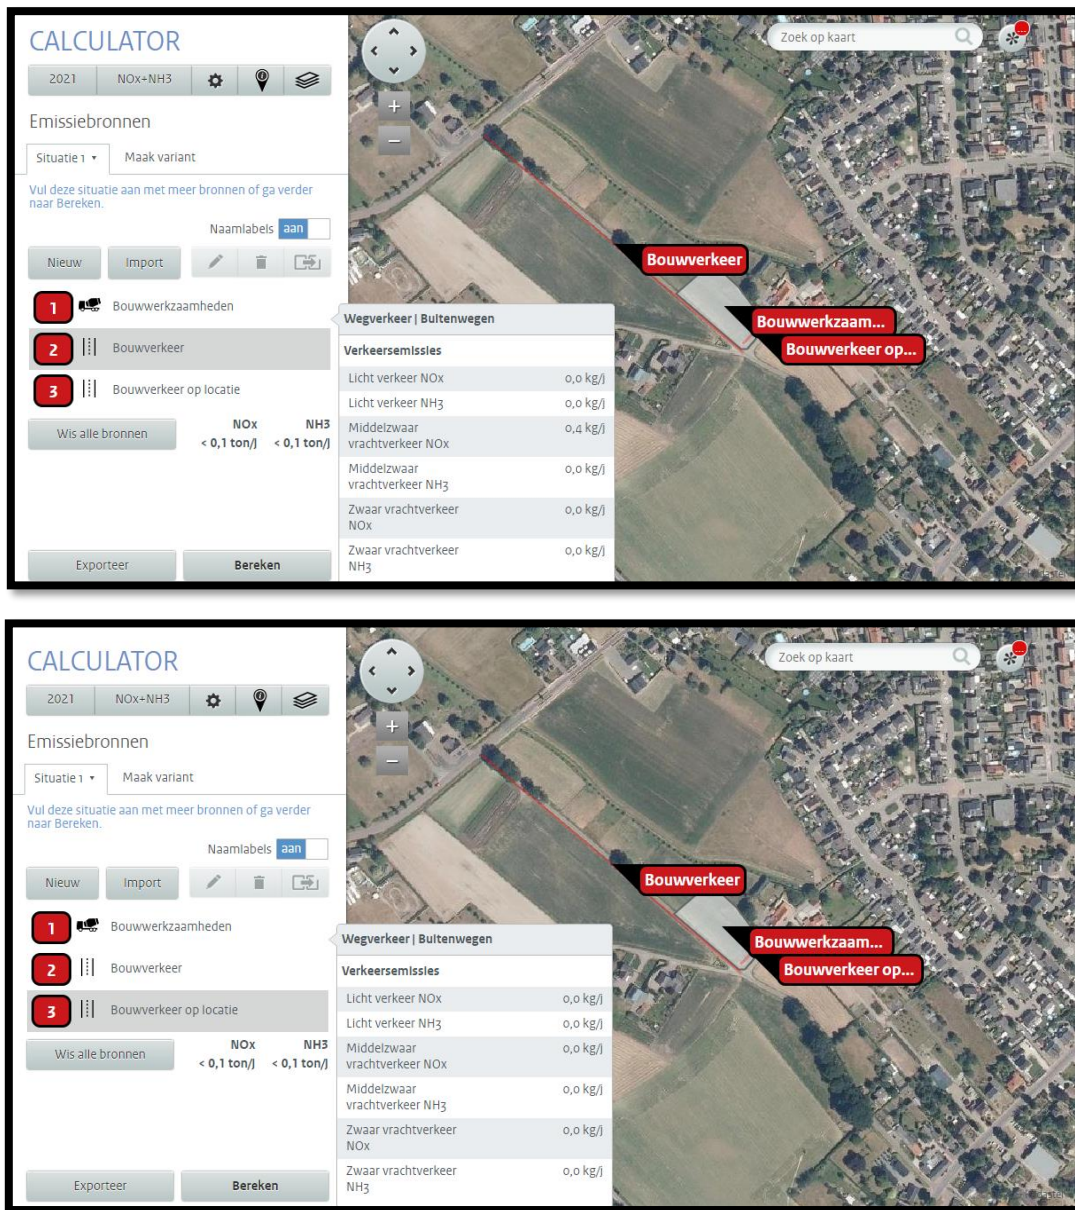 CALCULATOR
2021 NOx+NH3
Zoek op kaart
Emissiebronnen
Situatie 1 Maak variant
Vul deze situatie aan met meer bronnen of ga verder
naar Bereken.
Naamlabels aan
Nieuw Import
1 Bouwwerkzaamheden
2 Bouwverkeer
3 Bouwverkeer op locatie
Wis alle bronnen
NOx NH3
< 0,1 ton/j < 0,1 ton/j
Exporteer Bereken
Wegverkeer | Buitenwegen
Verkeersemissies
Licht verkeer NOx 0,0 kg/j
Licht verkeer NH3 0,0 kg/j
Middelzwaar
vrachtverkeer NOx 0,4 kg/j
Middelzwaar
vrachtverkeer NH3 0,0 kg/j
Zwaar vrachtverkeer
NOx 0,0 kg/j
Zwaar vrachtverkeer
NH3 0,0 kg/j
Bouwverkeer
Bouwwerkzaam...
Bouwverkeer op...
CALCULATOR
2021 NOx+NH3
Zoek op kaart
Emissiebronnen
Situatie 1 Maak variant
Vul deze situatie aan met meer bronnen of ga verder
naar Bereken.
Naamlabels aan
Nieuw Import
1 Bouwwerkzaamheden
2 Bouwverkeer
3 Bouwverkeer op locatie
Wis alle bronnen
NOx NH3
< 0,1 ton/j < 0,1 ton/j
Exporteer Bereken
Wegverkeer | Buitenwegen
Verkeersemissies
Licht verkeer NOx 0,0 kg/j
Licht verkeer NH3 0,0 kg/j
Middelzwaar
vrachtverkeer NOx 0,0 kg/j
Middelzwaar
vrachtverkeer NH3 0,0 kg/j
Zwaar vrachtverkeer
NOx 0,0 kg/j
Zwaar vrachtverkeer
NH3 0,0 kg/j
Bouwverkeer
Bouwwerkzaam...
Bouwverkeer op...